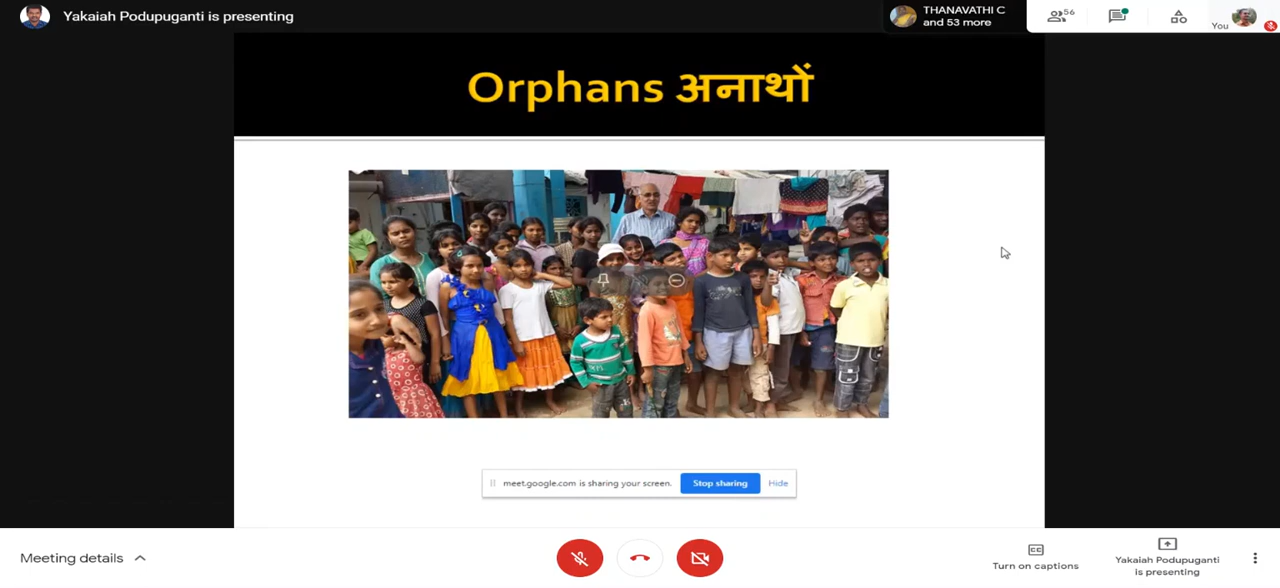 Yakaiah Podupuganti is presenting
THANAVATHI C
and 53 more
56
You
Orphans अनाथों
meet.google.com is sharing your screen.
Stop sharing
Hide
Meeting details
Turn on captions
Yakaiah Podupuganti
is presenting